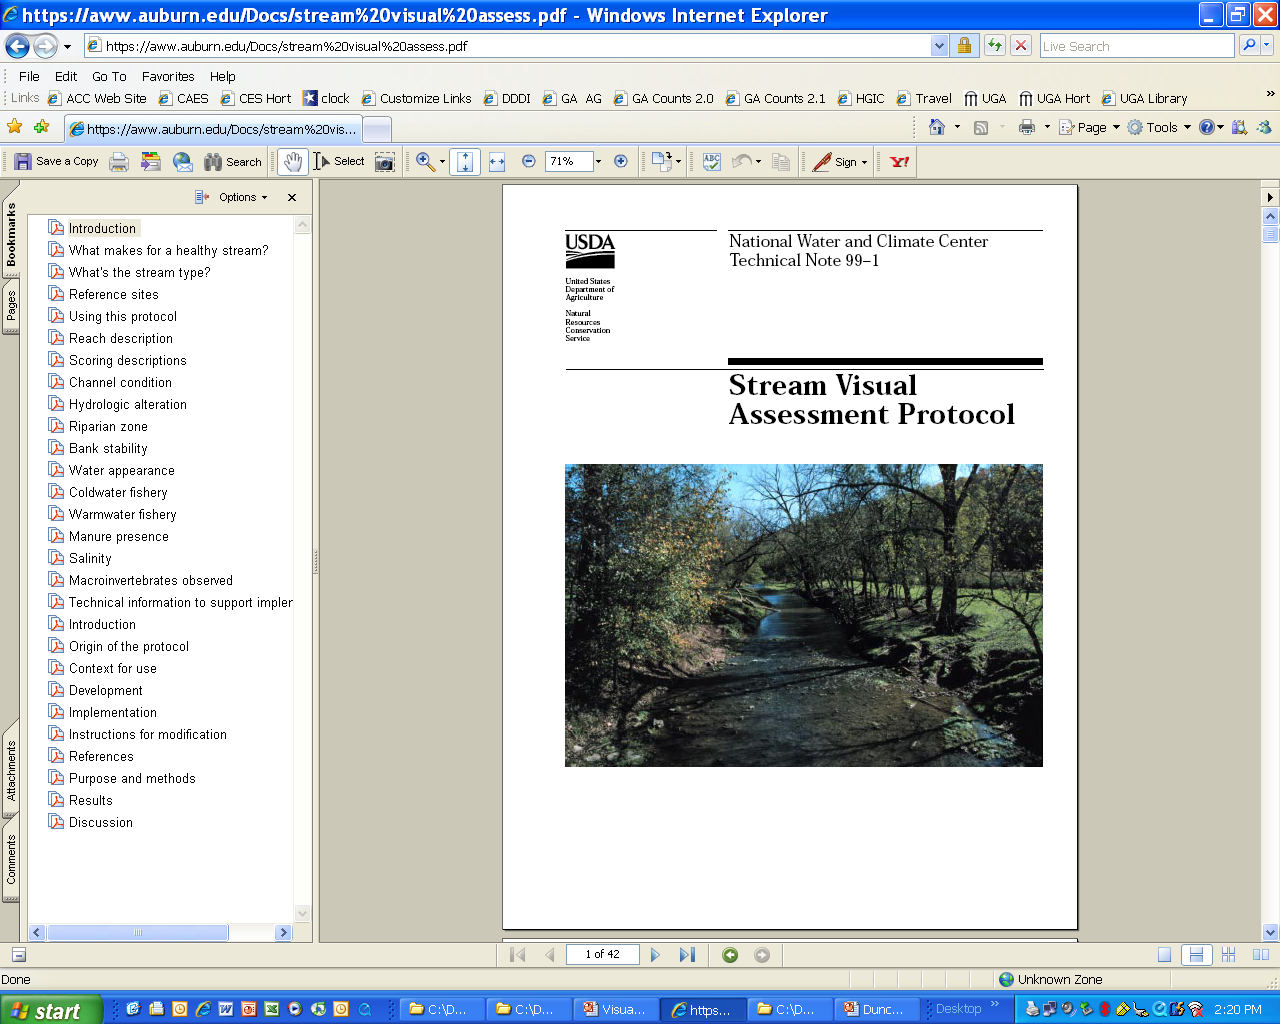 https://aww.auburn.edu/Docs/stream%20visual%20assess.pdf - Windows Internet Explorer
https://aww.auburn.edu/Docs/stream%20visual%20assess.pdf
Live Search
File Edit Go To Favorites Help
Links ACC Web Site CAES CES Hort clock Customize Links DDDI GA AG GA Counts 2.0 GA Counts 2.1 HGIC Travel UGA UGA Hort UGA Library »
https://aww.auburn.edu/Docs/stream%20vis...
Page Tools
Save a Copy Search Select 71% ABC Sign Y!
Options
Bookmarks
Pages
Attachments
Comments
Introduction
What makes for a healthy stream?
What's the stream type?
Reference sites
Using this protocol
Reach description
Scoring descriptions
Channel condition
Hydrologic alteration
Riparian zone
Bank stability
Water appearance
Coldwater fishery
Warmwater fishery
Manure presence
Salinity
Macroinvertebrates observed
Technical information to support impler
Introduction
Origin of the protocol
Context for use
Development
Implementation
Instructions for modification
References
Purpose and methods
Results
Discussion
USDA
United States
Department of
Agriculture
Natural
Resources
Conservation
Service
National Water and Climate Center
Technical Note 99–1
Stream Visual
Assessment Protocol
1 of 42
Done
Unknown Zone
start
C:\D...
C:\D...
Visua...
https...
C:\D...
Dunc...
Desktop »
2:20 PM